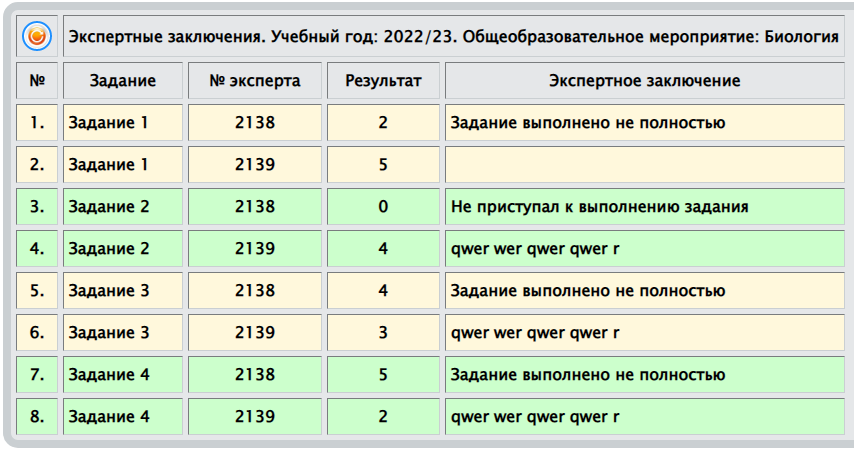 Экспертные заключения. Учебный год: 2022/23. Общеобразовательное мероприятие: Биология
№ Задание № эксперта Результат Экспертное заключение
1. Задание 1 2138 2 Задание выполнено не полностью
2. Задание 1 2139 5
3. Задание 2 2138 0 Не приступал к выполнению задания
4. Задание 2 2139 4 qwer wer qwer qwer r
5. Задание 3 2138 4 Задание выполнено не полностью
6. Задание 3 2139 3 qwer wer qwer qwer r
7. Задание 4 2138 5 Задание выполнено не полностью
8. Задание 4 2139 2 qwer wer qwer qwer r